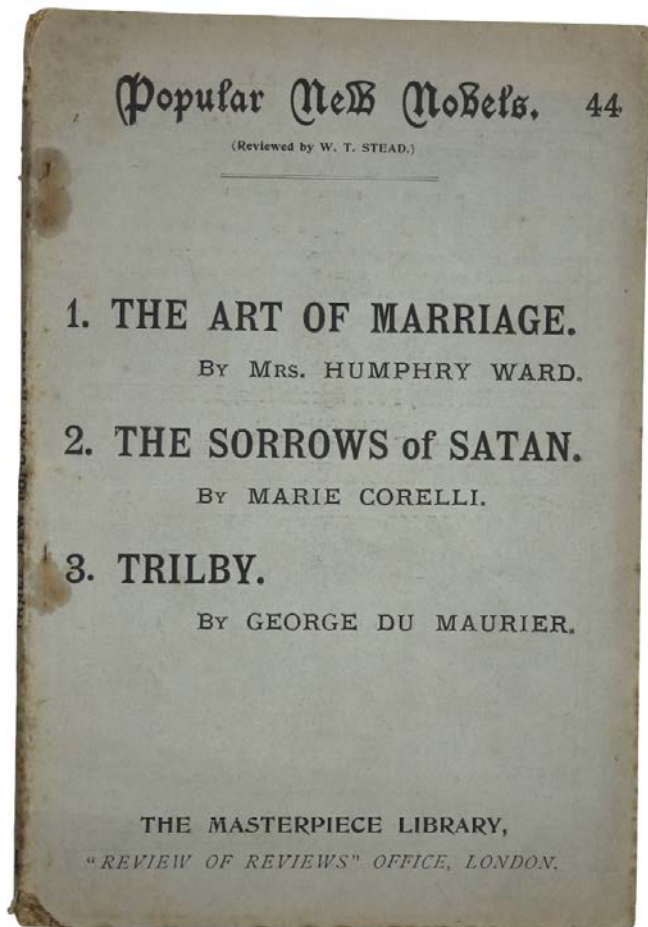 Popular New Novels. 44
(Reviewed by W. T. STEAD.)
1. THE ART OF MARRIAGE.
BY MRS. HUMPHRY WARD.
2. THE SORROWS of SATAN.
BY MARIE CORELLI.
3. TRILBY.
BY GEORGE DU MAURIER.
THE MASTERPIECE LIBRARY,
"REVIEW OF REVIEWS" OFFICE, LONDON.